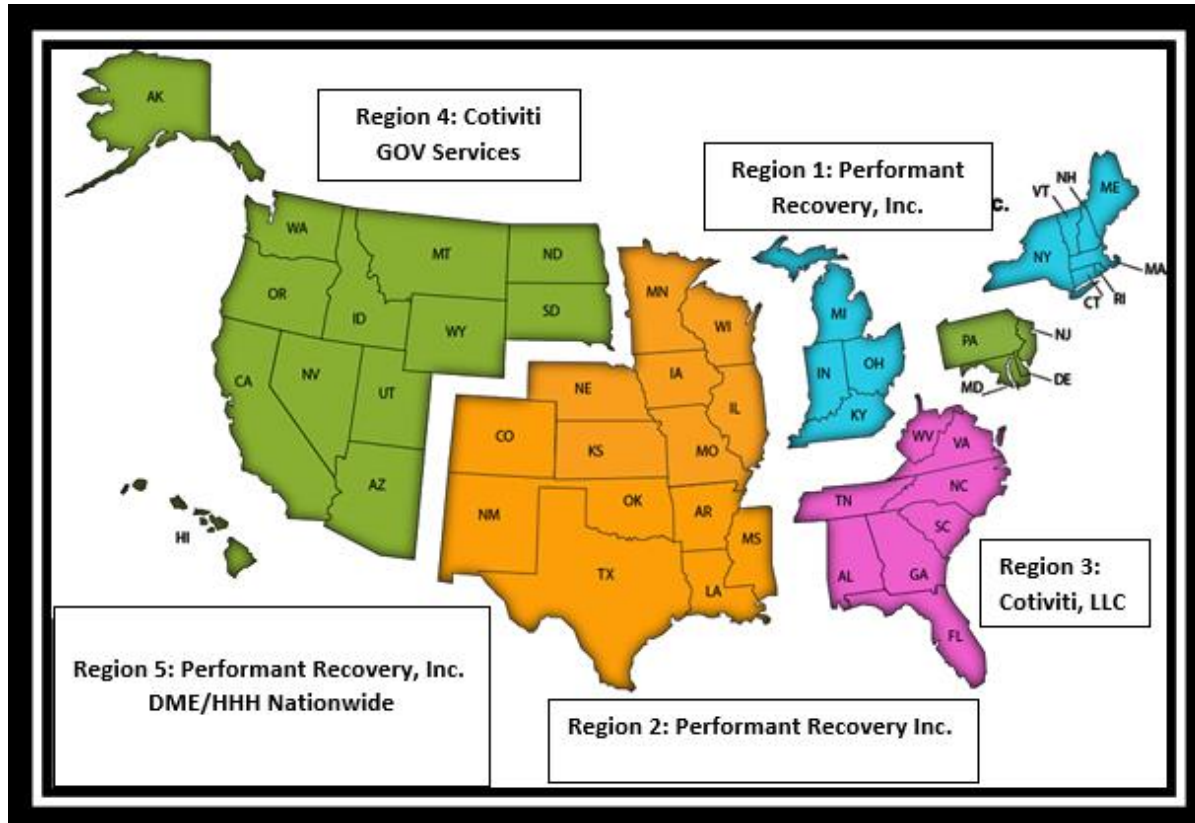 AK
Region 4: Cotiviti
GOV Services
Region 1: Performant
Recovery, Inc.
c.
NH
VT
ME
NY
MA
CT
RI
WA
MT
ND
OR
ID
SD
WY
MN
WI
MI
PA
NJ
CA
NV
UT
NE
IA
IL
IN
OH
DE
MD
KY
CO
KS
MO
WV
VA
AZ
NM
OK
AR
TN
NC
HI
TX
MS
SC
LA
AL
GA
FL
Region 3:
Cotiviti, LLC
Region 5: Performant Recovery, Inc.
DME/HHH Nationwide
Region 2: Performant Recovery Inc.